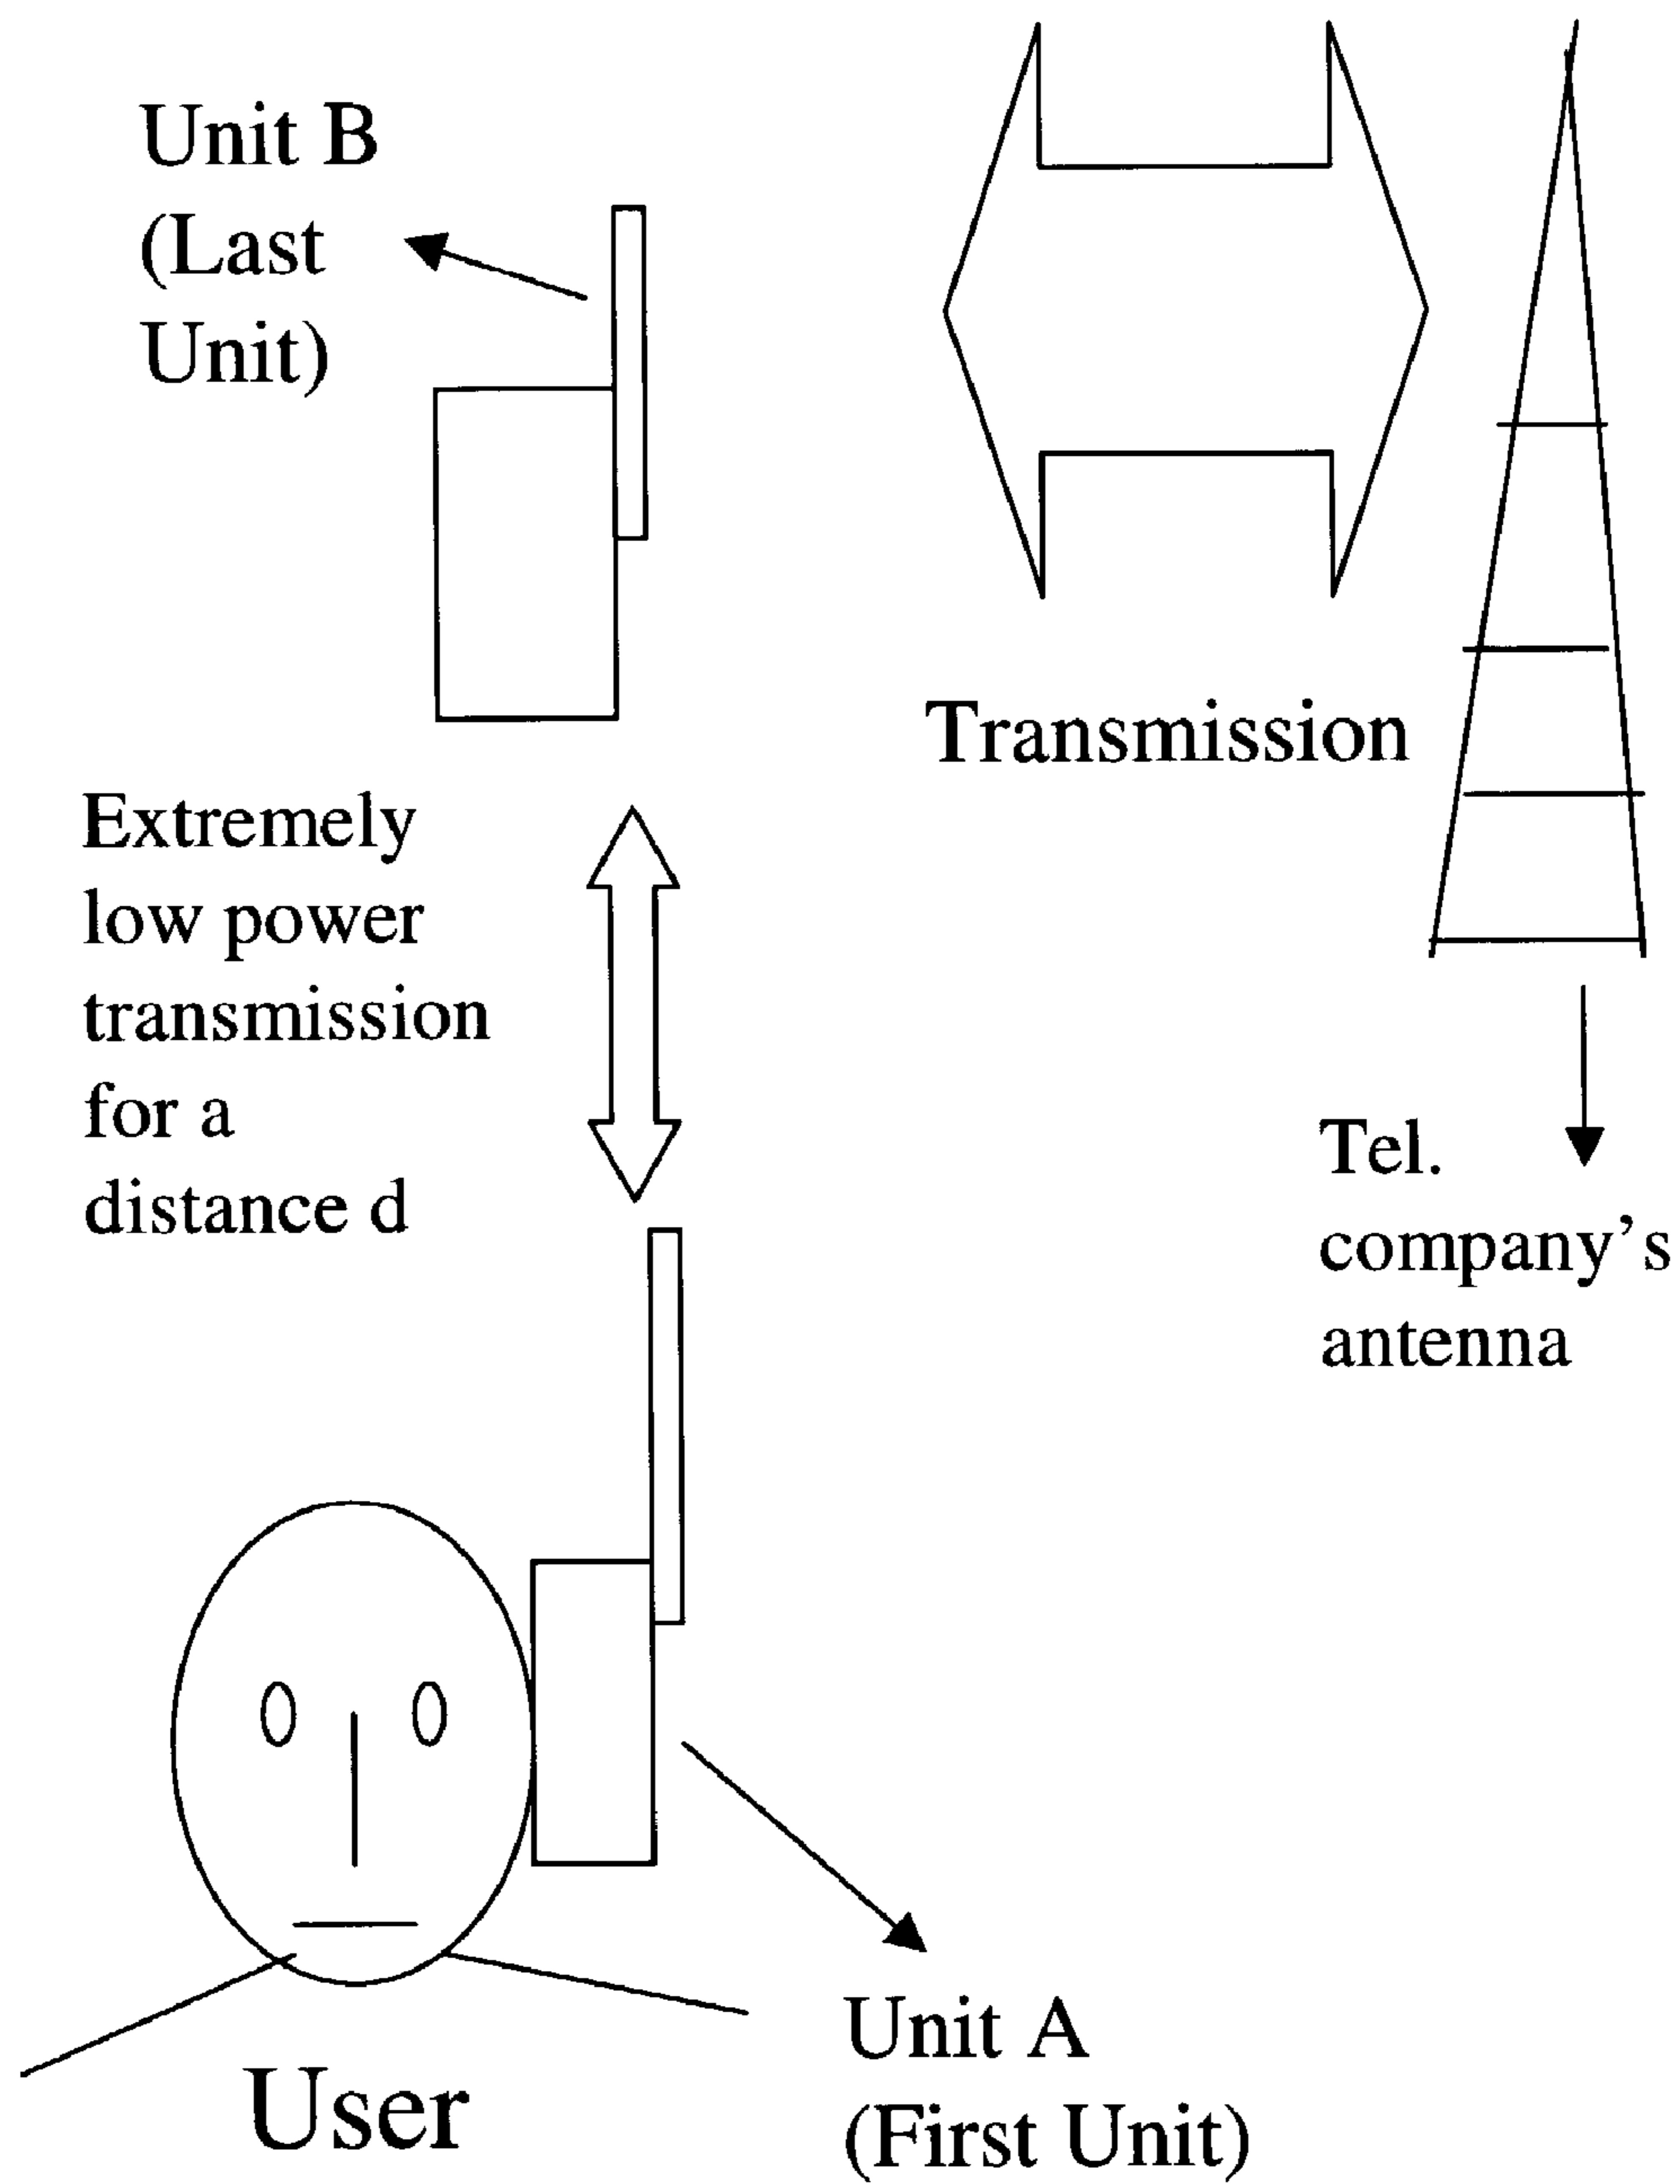 Unit B
(Last
Unit)
Transmission
Extremely
low power
transmission
for a
distance d
Tel.
company’s
antenna
Unit A
(First Unit)
User